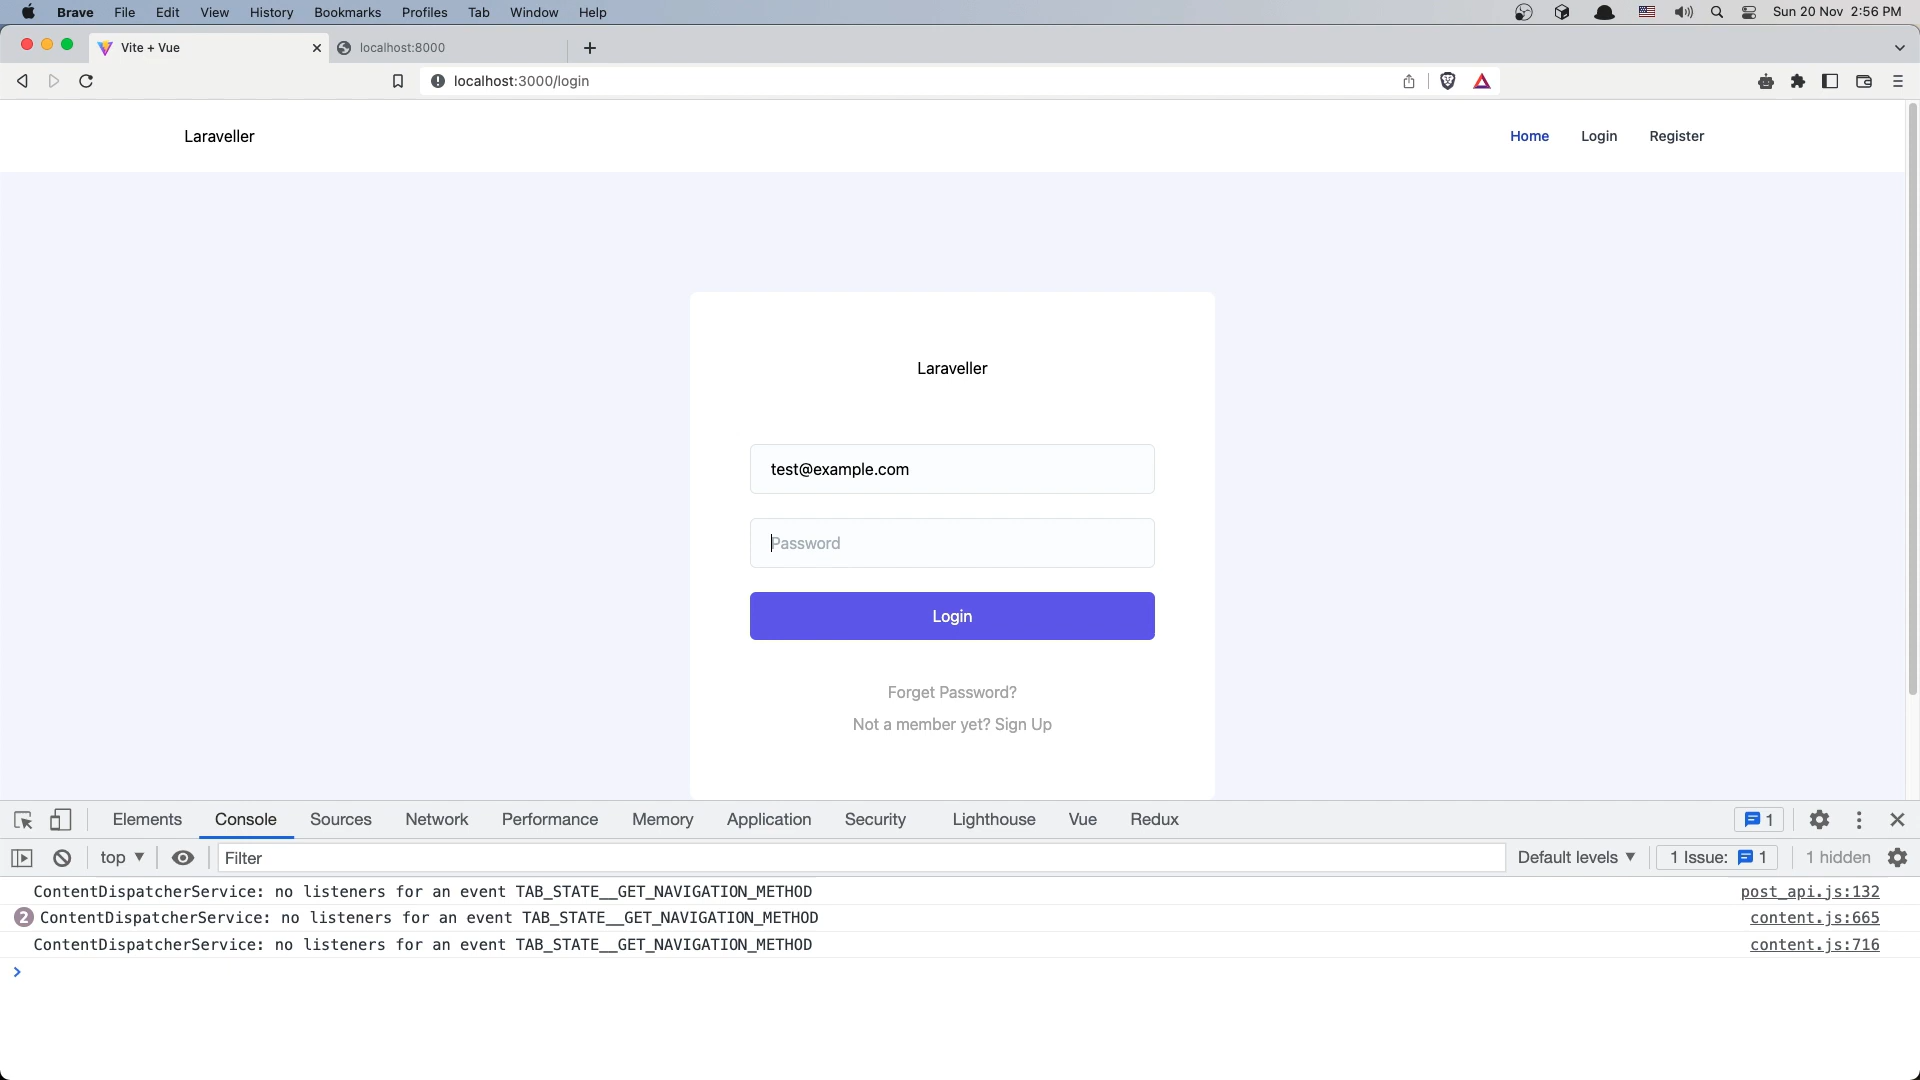 Brave File Edit View History Bookmarks Profiles Tab Window Help Sun 20 Nov 2:56 PM
Vite + Vue localhost:8000
localhost:3000/login
Laraveller Home Login Register
Laraveller
test@example.com
Password
Login
Forget Password?
Not a member yet? Sign Up
Elements Console Sources Network Performance Memory Application Security Lighthouse Vue Redux 1
top Filter Default levels 1 Issue: 1 1 hidden
ContentDispatcherService: no listeners for an event TAB_STATE__GET_NAVIGATION_METHOD post_api.js:132
2 ContentDispatcherService: no listeners for an event TAB_STATE__GET_NAVIGATION_METHOD content.js:665
ContentDispatcherService: no listeners for an event TAB_STATE__GET_NAVIGATION_METHOD content.js:716